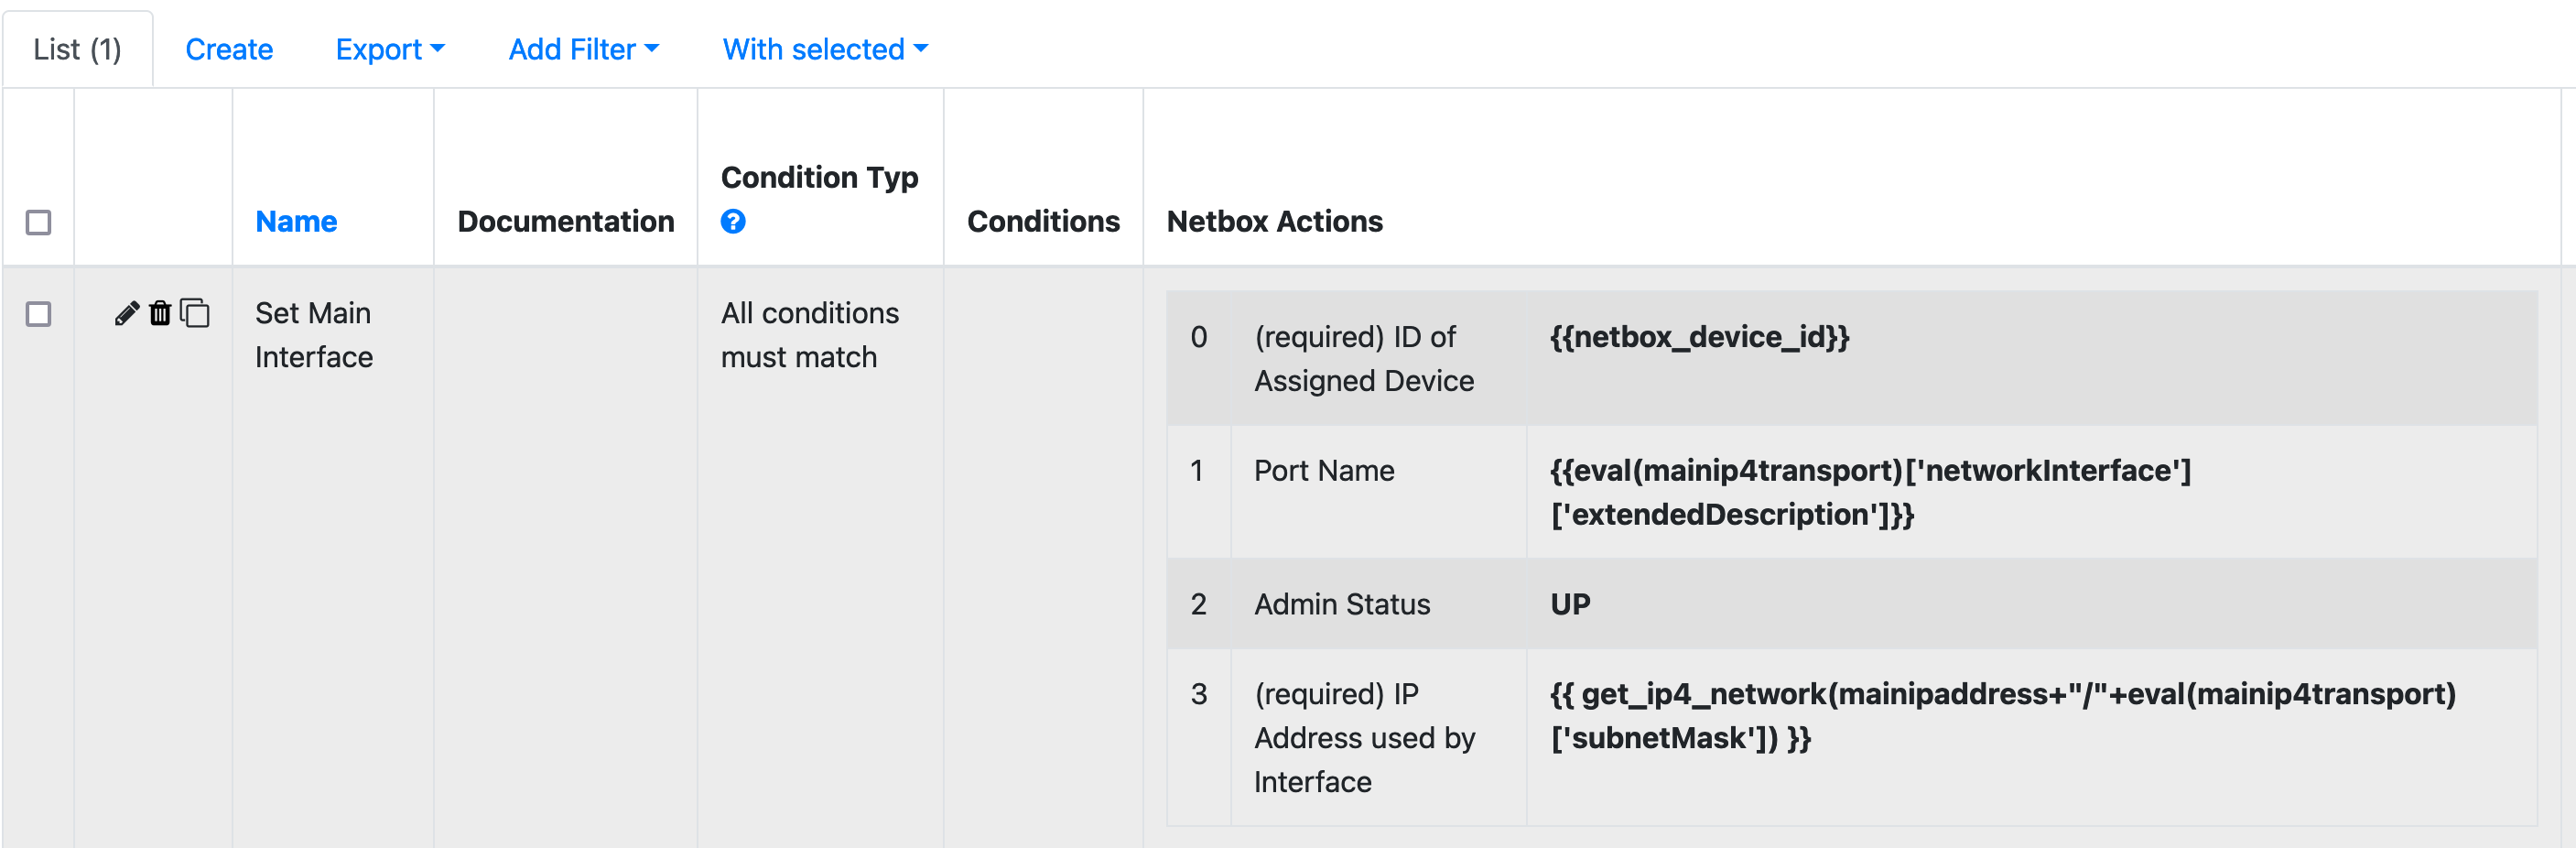 List (1) Create Export Add Filter With selected
Name Documentation Condition Typ Conditions Netbox Actions
Set Main
Interface
All conditions
must match
0 (required) ID of
Assigned Device
{{netbox_device_id}}
1 Port Name
{{eval(mainip4transport)['networkInterface']
['extendedDescription']}}
2 Admin Status UP
3 (required) IP
Address used by
Interface
{{ get_ip4_network(mainipaddress+"/"+eval(mainip4transport)
['subnetMask']) }}